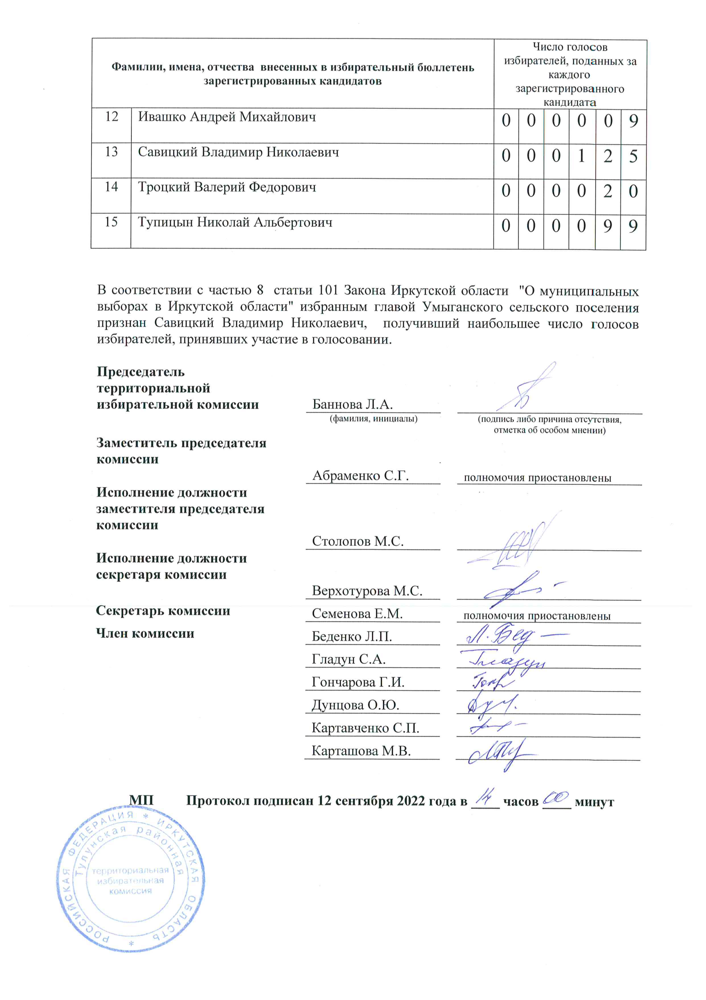 Фамилии, имена, отчества внесенных в избирательный бюллетень
зарегистрированных кандидатов
Число голосов
избирателей, поданных за
каждого
зарегистрированного
кандидата
12 Ивашко Андрей Михайлович 0 0 0 0 0 9
13 Савицкий Владимир Николаевич 0 0 0 1 2 5
14 Троцкий Валерий Федорович 0 0 0 0 2 0
15 Тупицын Николай Альбертович 0 0 0 0 9 9
В соответствии с частью 8 статьи 101 Закона Иркутской области "О муниципальных
выборах в Иркутской области" избранным главой Умыганского сельского поселения
признан Савицкий Владимир Николаевич, получивший наибольшее число голосов
избирателей, принявших участие в голосовании.
Председатель
территориальной
избирательной комиссии Баннова Л.А.
(фамилия, инициалы) (подпись либо причина отсутствия,
отметка об особом мнении)
Заместитель председателя
комиссии
Абраменко С.Г. полномочия приостановлены
Исполнение должности
заместителя председателя
комиссии
Столопов М.С.
Исполнение должности
секретаря комиссии
Верхотурова М.С.
Секретарь комиссии Семенова Е.М. полномочия приостановлены
Член комиссии Беденко Л.П. Л. Бед
Гладун С.А. Гладун
Гончарова Г.И.
Дунцова О.Ю.
Картавченко С.П.
Карташова М.В.
МП Протокол подписан 12 сентября 2022 года в 14 часов 00 минут
РОССИЙСКАЯ ФЕДЕРАЦИЯ * ИРКУТСКАЯ ОБЛАСТЬ *
Тулунская районная
территориальная
избирательная
комиссия